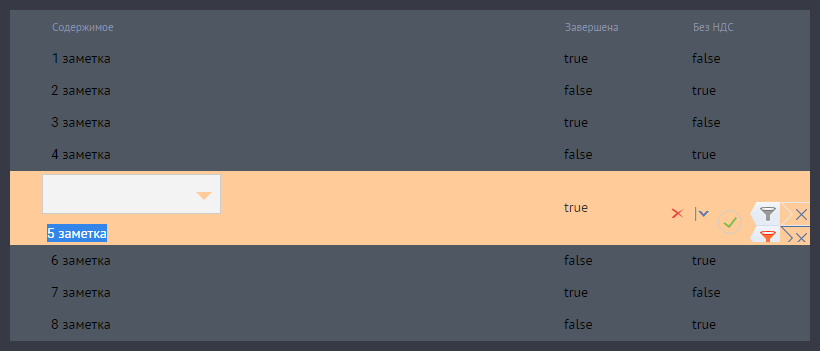 Содержимое Завершена Без НДС
1 заметка true false
2 заметка false true
3 заметка true false
4 заметка false true
true
5 заметка
6 заметка false true
7 заметка true false
8 заметка false true